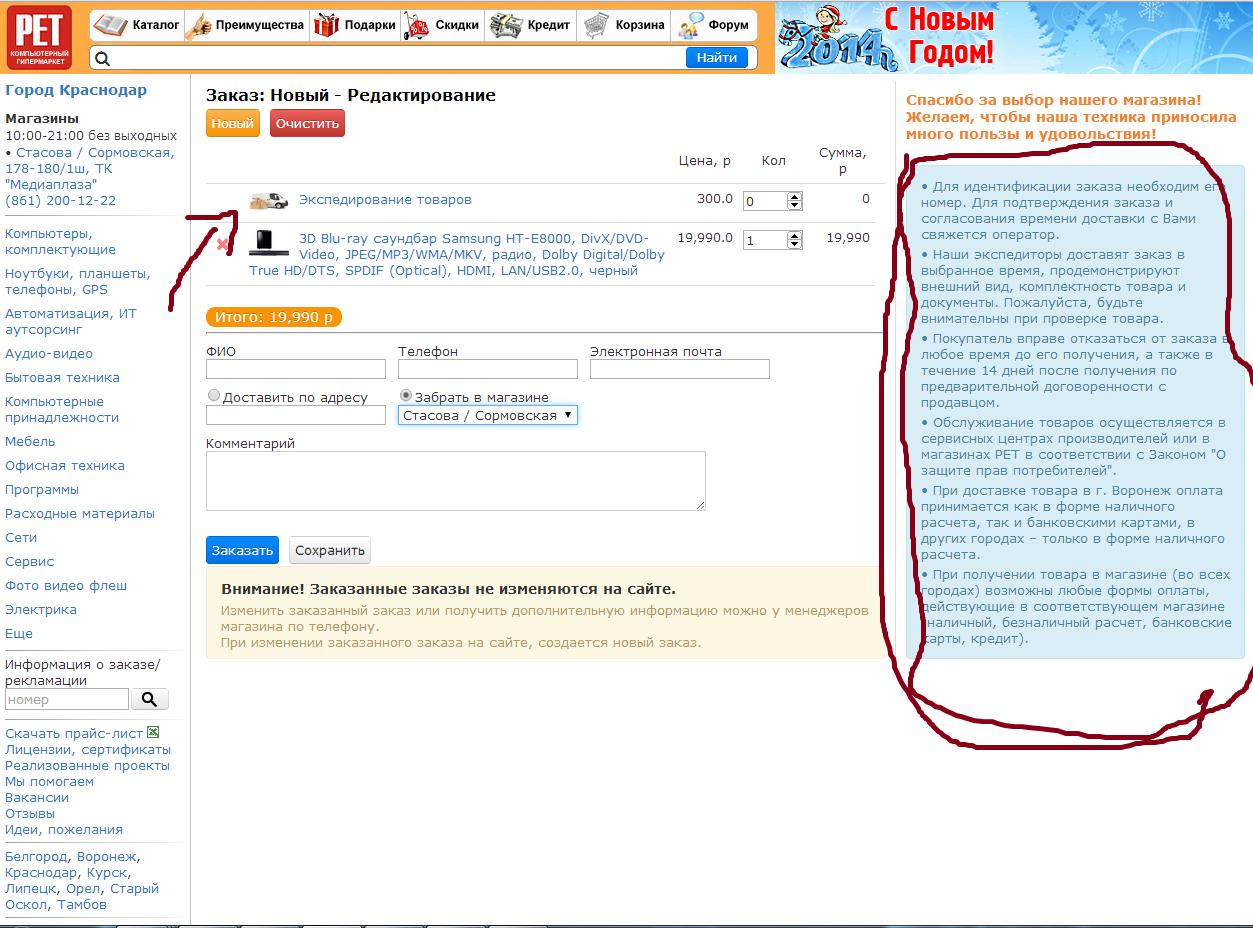 РЕТ
КОМПЬЮТЕРНЫЙ
ГИПЕРМАРКЕТ
Каталог
Преимущества
Подарки
Скидки
Кредит
Корзина
Форум
Найти
2014
С Новым
Годом!
Город Краснодар
Магазины
10:00-21:00 без выходных
• Стасова / Сормовская,
178-180/1ш, ТК
"Медиаплаза"
(861) 200-12-22
Компьютеры,
комплектующие
Ноутбуки, планшеты,
телефоны, GPS
Автоматизация, ИТ
аутсорсинг
Аудио-видео
Бытовая техника
Компьютерные
принадлежности
Мебель
Офисная техника
Программы
Расходные материалы
Сети
Сервис
Фото видео флеш
Электрика
Еще
Информация о заказе/
рекламации
номер
Скачать прайс-лист
Лицензии, сертификаты
Реализованные проекты
Мы помогаем
Вакансии
Отзывы
Идеи, пожелания
Белгород, Воронеж,
Краснодар, Курск,
Липецк, Орел, Старый
Оскол, Тамбов
Заказ: Новый - Редактирование
Новый
Очистить
Цена, р
Кол
Сумма,
р
Экспедирование товаров
300.0
0
0
3D Blu-ray саундбар Samsung HT-E8000, DivX/DVD-
Video, JPEG/MP3/WMA/MKV, радио, Dolby Digital/Dolby
True HD/DTS, SPDIF (Optical), HDMI, LAN/USB2.0, черный
19,990.0
1
19,990
Итого: 19,990 р
ФИО
Телефон
Электронная почта
Доставить по адресу
Забрать в магазине
Стасова / Сормовская
Комментарий
Заказать
Сохранить
Внимание! Заказанные заказы не изменяются на сайте.
Изменить заказанный заказ или получить дополнительную информацию можно у менеджеров
магазина по телефону.
При изменении заказанного заказа на сайте, создается новый заказ.
Спасибо за выбор нашего магазина!
Желаем, чтобы наша техника приносила
много пользы и удовольствия!
• Для идентификации заказа необходим его
номер. Для подтверждения заказа и
согласования времени доставки с Вами
свяжется оператор.
• Наши экспедиторы доставят заказ в
выбранное время, продемонстрируют
внешний вид, комплектность товара и
документы. Пожалуйста, будьте
внимательны при проверке товара.
• Покупатель вправе отказаться от заказа в
любое время до его получения, а также в
течение 14 дней после получения по
предварительной договоренности с
продавцом.
• Обслуживание товаров осуществляется в
сервисных центрах производителей или в
магазинах РЕТ в соответствии с Законом "О
защите прав потребителей".
• При доставке товара в г. Воронеж оплата
принимается как в форме наличного
расчета, так и банковскими картами, в
других городах – только в форме наличного
расчета.
• При получении товара в магазине (во всех
городах) возможны любые формы оплаты,
действующие в соответствующем магазине
(наличный, безналичный расчет, банковские
карты, кредит).